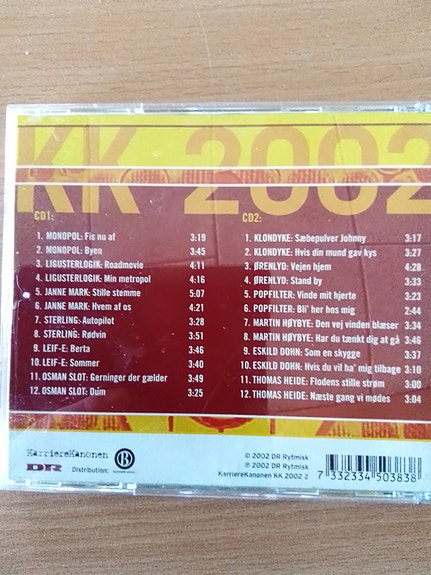 KK 2002
CD1:
1. MONOPOL: Fis nu af 3:19
2. MONOPOL: Byen 3:45
3. LIGUSTERLOGIK: Roadmovie 4:11
4. LIGUSTERLOGIK: Min metropol 4:16
5. JANNE MARK: Stille stemme 5:07
6. JANNE MARK: Hvem af os 4:21
7. STERLING: Autopilot 3:28
8. STERLING: Rødvin 3:51
9. LEIF-E: Berta 3:46
10. LEIF-E: Sommer 3:40
11. OSMAN SLOT: Gerninger der gælder 3:49
12. OSMAN SLOT: Dum 3:25
CD2:
1. KLONDYKE: Sæbepulver Johnny 3:17
2. KLONDYKE: Hvis din mund gav kys 3:27
3. ØRENLYD: Vejen hjem 4:28
4. ØRENLYD: Stand by 3:33
5. POPFILTER: Vinde mit hjerte 3:23
6. POPFILTER: Bli' her hos mig 2:44
7. MARTIN HØYBYE: Den vej vinden blæser 3:34
8. MARTIN HØYBYE: Har du tænkt dig at gå 3:46
9. ESKILD DOHN: Som en skygge 3:37
10. ESKILD DOHN: Hvis du vil ha' mig tilbage 3:10
11. THOMAS HEIDE: Flodens stille strøm 3:00
12. THOMAS HEIDE: Næste gang vi mødes 3:04
KarriereKanonen
DR Distribution:
© 2002 DR Rytmisk
℗ 2002 DR Rytmisk
KarriereKanonen KK 2002 2
7 332334 503838